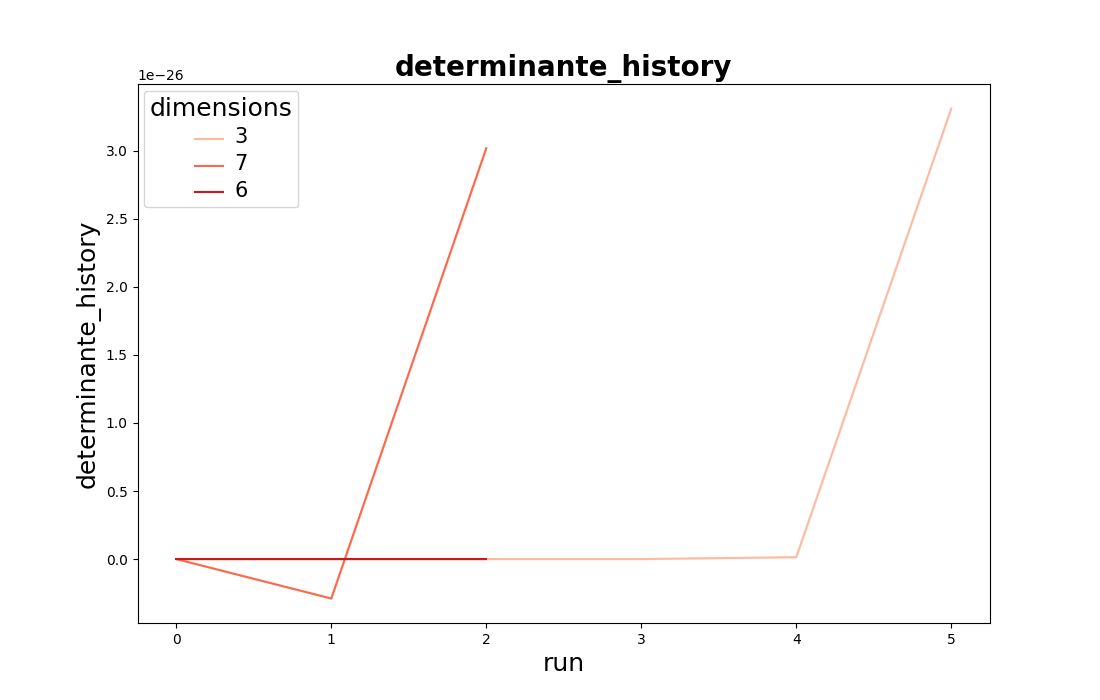 determinante_history
1e−26
dimensions
3
7
6
3.0
2.5
2.0
1.5
1.0
0.5
0.0
determinante_history
0 1 2 3 4 5
run